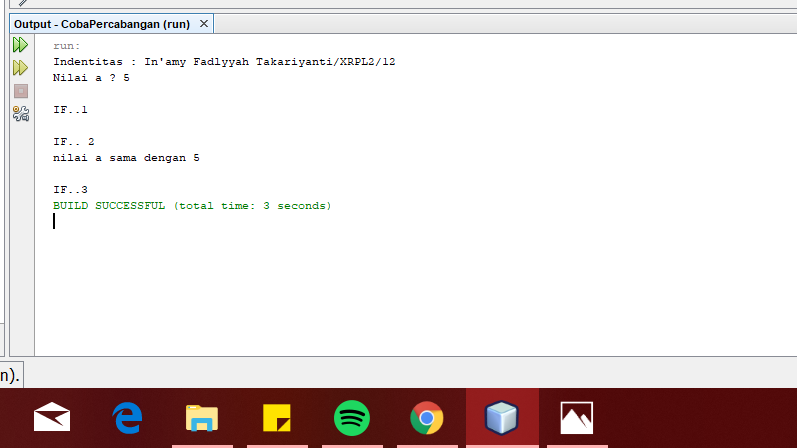 Output - CobaPercabangan (run)
run:
Indentitas : In'amy Fadlyyah Takariyanti/XRPL2/12
Nilai a ? 5
IF..1
IF.. 2
nilai a sama dengan 5
IF..3
BUILD SUCCESSFUL (total time: 3 seconds)
n).